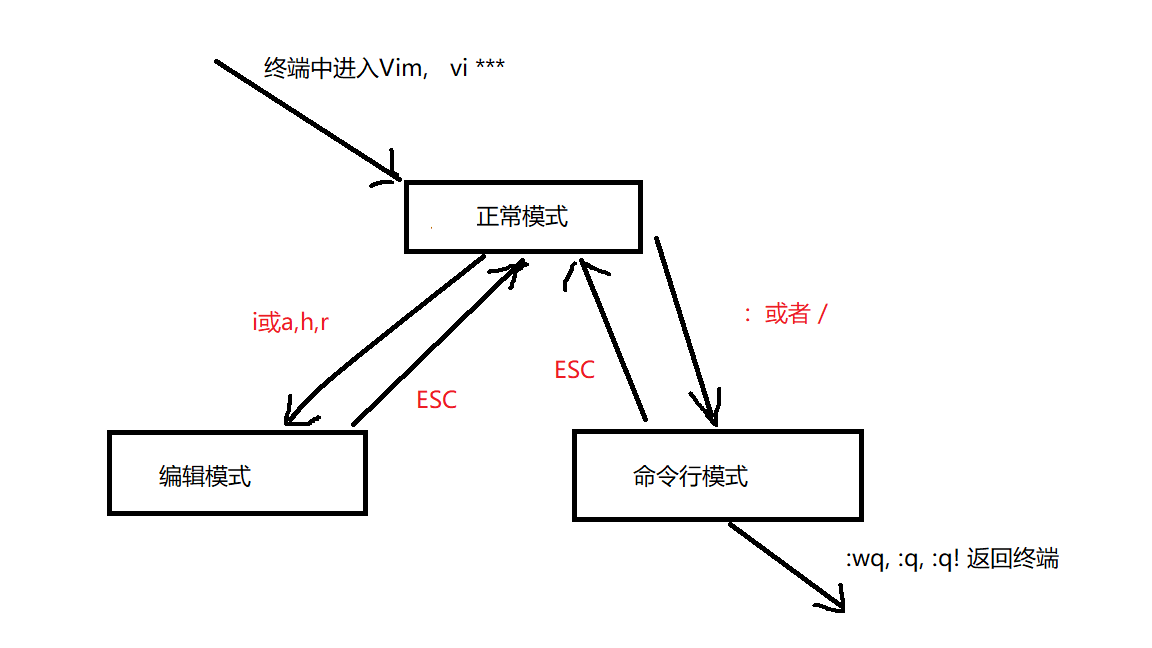 终端中进入Vim， vi ***
正常模式
i或a,h,r
ESC
ESC
：或者 /
编辑模式
命令行模式
:wq, :q, :q! 返回终端